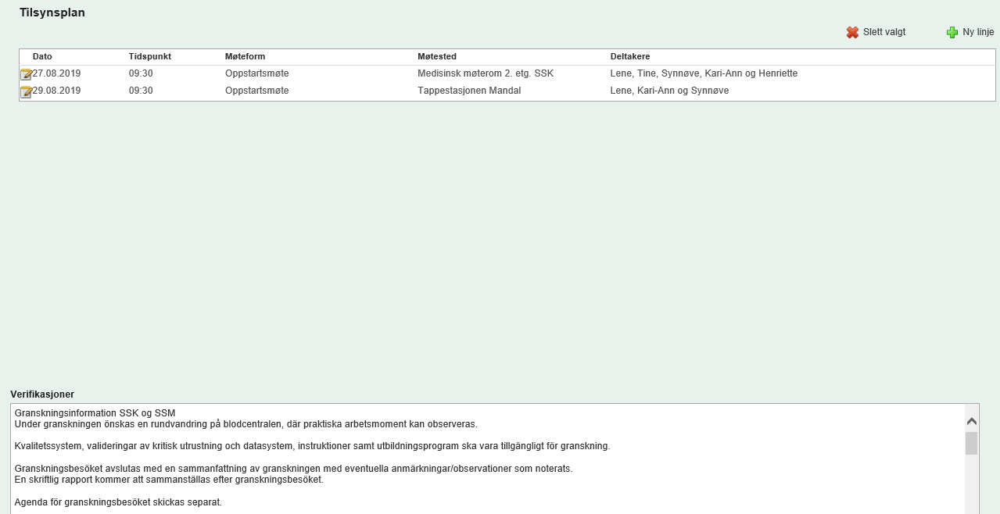 Tilsynsplan
Slett valgt Ny linje
Dato Tidspunkt Møteform Møtested Deltakere
27.08.2019 09:30 Oppstartsmøte Medisinsk møterom 2. etg. SSK Lene, Tine, Synnøve, Kari-Ann og Henriette
29.08.2019 09:30 Oppstartsmøte Tappestasjonen Mandal Lene, Kari-Ann og Synnøve
Verifikasjoner
Granskningsinformation SSK og SSM
Under granskningen önskas en rundvandring på blodcentralen, där praktiska arbetsmoment kan observeras.
Kvalitetssystem, valideringar av kritisk utrustning och datasystem, instruktioner samt utbildningsprogram ska vara tillgängligt för granskning.
Granskningsbesöket avslutas med en sammanfattning av granskningen med eventuella anmärkningar/observationer som noterats.
En skriftlig rapport kommer att sammanställas efter granskningsbesöket.
Agenda för granskningsbesöket skickas separat.